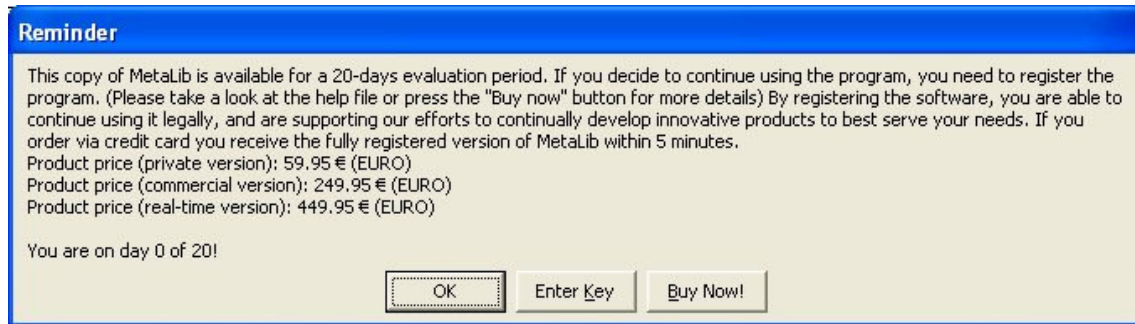 Reminder
This copy of MetaLib is available for a 20-days evaluation period. If you decide to continue using the program, you need to register the
program. (Please take a look at the help file or press the "Buy now" button for more details) By registering the software, you are able to
continue using it legally, and are supporting our efforts to continually develop innovative products to best serve your needs. If you
order via credit card you receive the fully registered version of MetaLib within 5 minutes.
Product price (private version): 59.95 € (EURO)
Product price (commercial version): 249.95 € (EURO)
Product price (real-time version): 449.95 € (EURO)
You are on day 0 of 20!
OK Enter Key Buy Now!